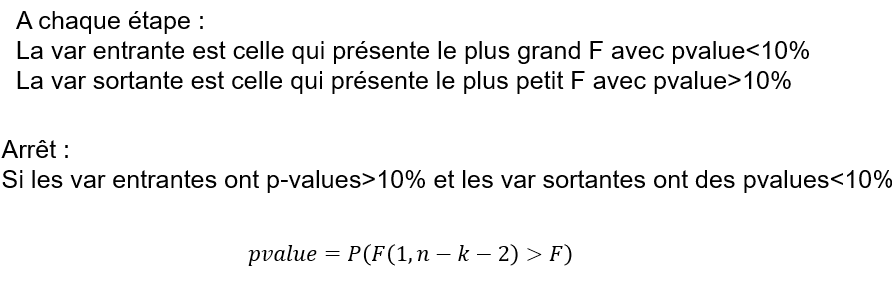 A chaque étape :
La var entrante est celle qui présente le plus grand F avec pvalue<10%
La var sortante est celle qui présente le plus petit F avec pvalue>10%
Arrêt :
Si les var entrantes ont p-values>10% et les var sortantes ont des pvalues<10%
pvalue = P(F(1, n − k − 2) > F)